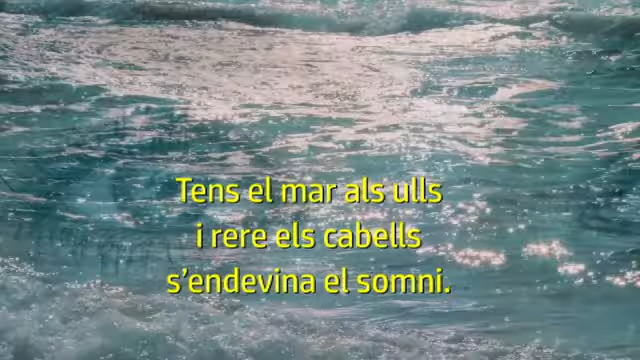 Tens el mar als ulls
i rere els cabells
s’endevina el somni.